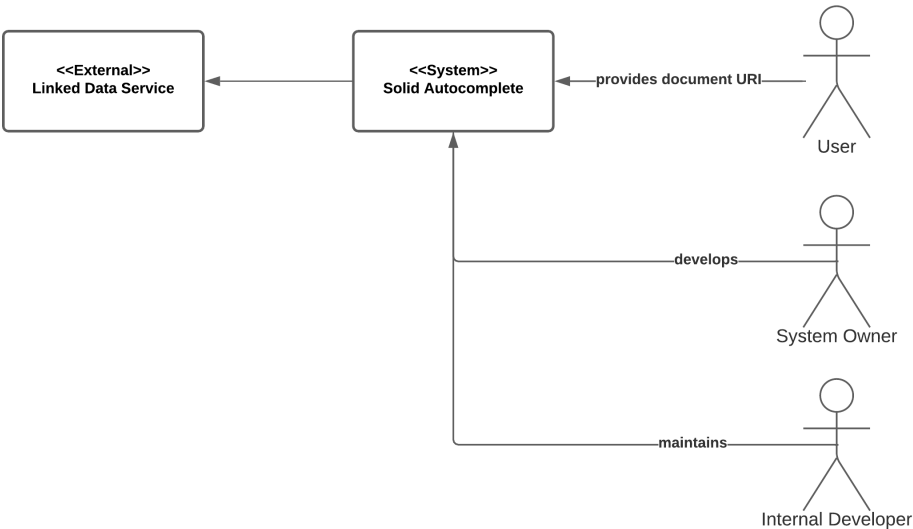 <<External>>
Linked Data Service
<<System>>
Solid Autocomplete
provides document URI
User
develops
System Owner
maintains
Internal Developer